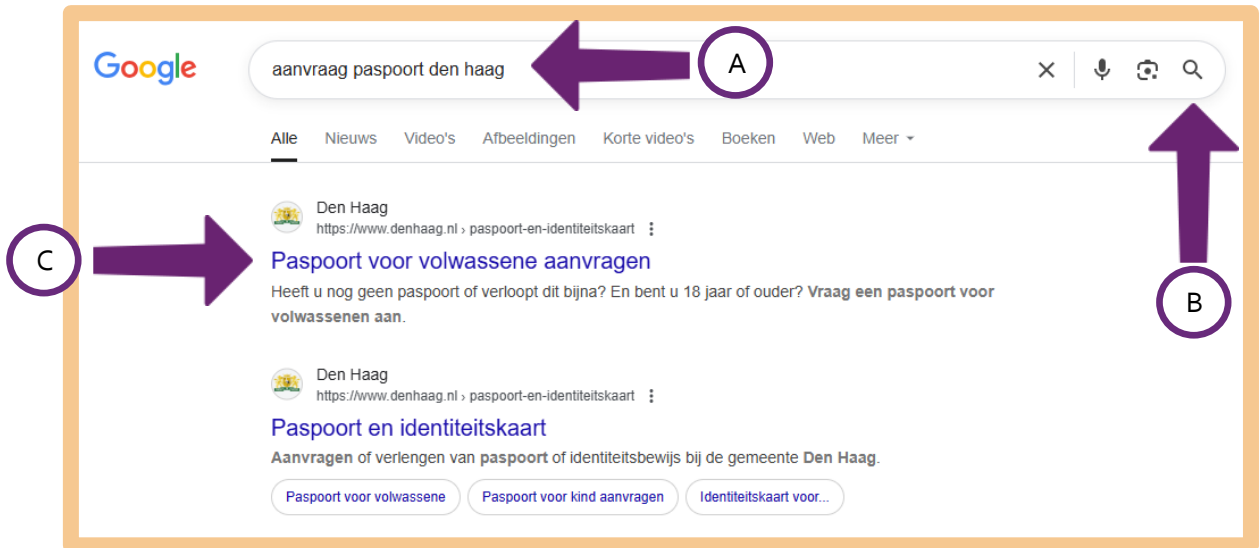 Google
aanvraag paspoort den haag
A
Alle Nieuws Video's Afbeeldingen Korte video's Boeken Web Meer
Den Haag
https://www.denhaag.nl › paspoort-en-identiteitskaart
C
Paspoort voor volwassene aanvragen
B
Heeft u nog geen paspoort of verloopt dit bijna? En bent u 18 jaar of ouder? Vraag een paspoort voor
volwassenen aan.
Den Haag
https://www.denhaag.nl › paspoort-en-identiteitskaart
Paspoort en identiteitskaart
Aanvragen of verlengen van paspoort of identiteitsbewijs bij de gemeente Den Haag.
Paspoort voor volwassene Paspoort voor kind aanvragen Identiteitskaart voor...